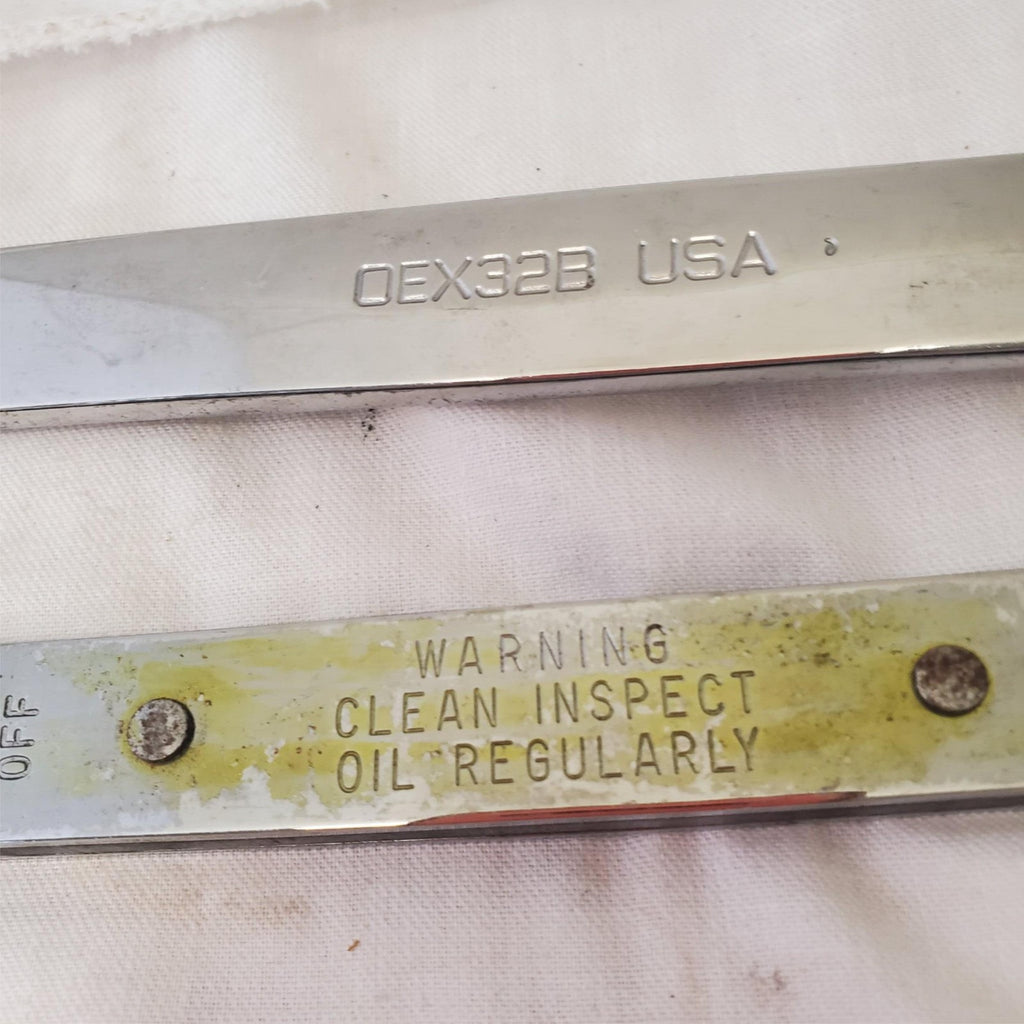 OEX32B USA
WARNING
CLEAN INSPECT
OIL REGULARLY
OFF